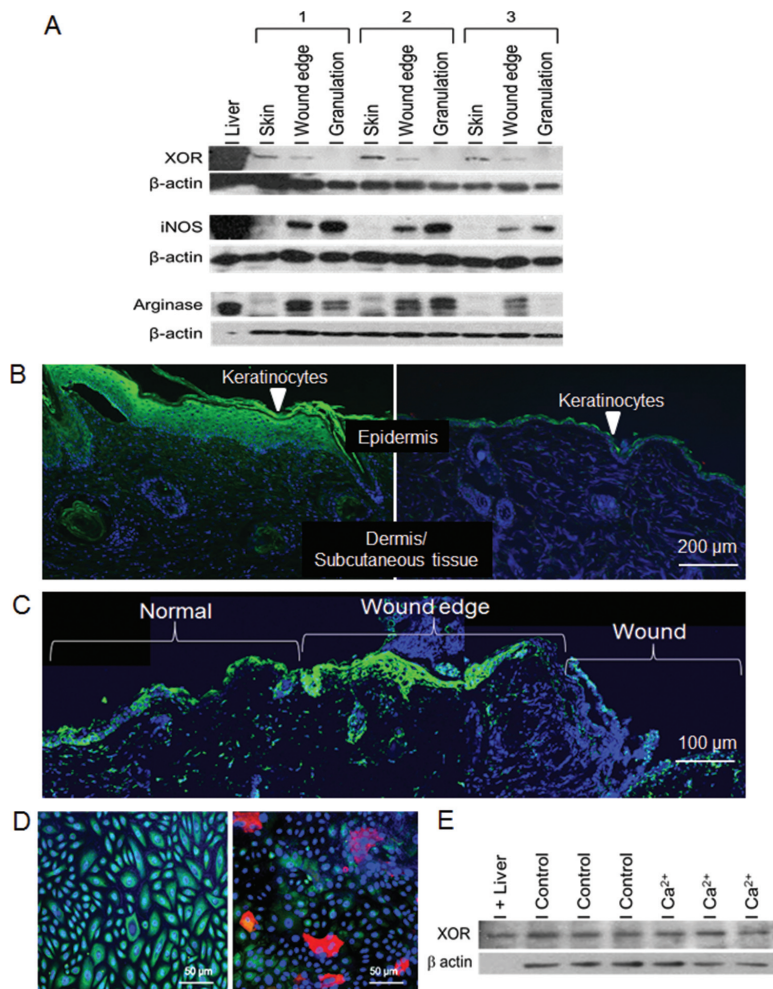 A
1 2 3
I Liver
I Skin
I Wound edge
I Granulation
I Skin
I Wound edge
I Granulation
I Skin
I Wound edge
I Granulation
XOR
β-actin
iNOS
β-actin
Arginase
β-actin
B
Keratinocytes
Keratinocytes
Epidermis
Dermis/
Subcutaneous tissue
200 µm
C
Normal
Wound edge
Wound
100 µm
D
50 µm
50 µm
E
I + Liver
I Control
I Control
I Control
I Ca²⁺
I Ca²⁺
I Ca²⁺
XOR
β actin